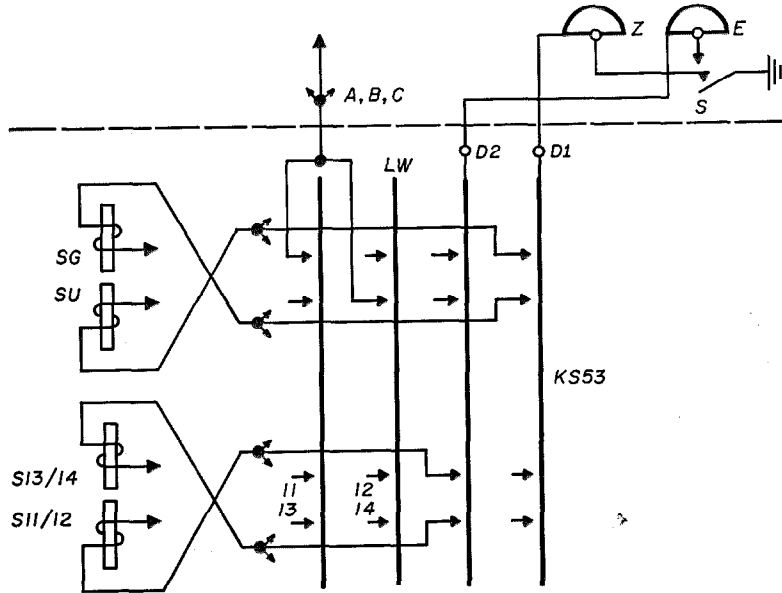 Z
E
A, B, C
S
D2
D1
LW
SG
SU
KS53
S13/14
11
12
S11/12
13
14